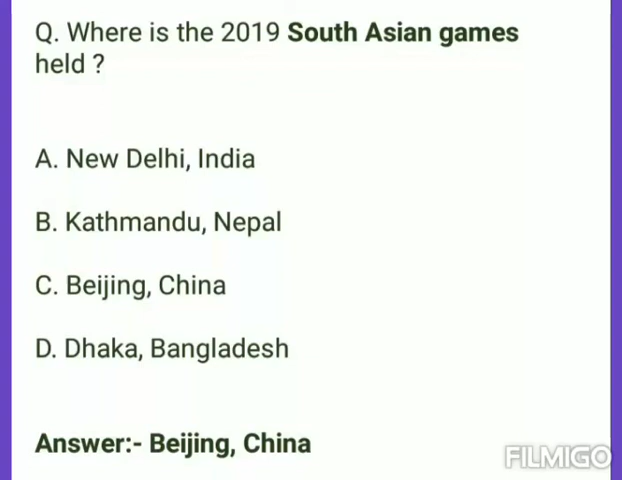 Q. Where is the 2019 South Asian games
held ?
A. New Delhi, India
B. Kathmandu, Nepal
C. Beijing, China
D. Dhaka, Bangladesh
Answer:- Beijing, China
FILMIGO